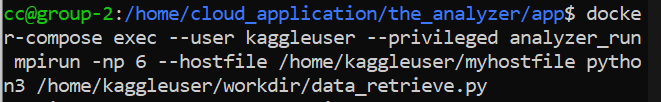 cc@group-2:/home/cloud_application/the_analyzer/app$ docke
r-compose exec --user kaggleuser --privileged analyzer_run
 mpirun -np 6 --hostfile /home/kaggleuser/myhostfile pytho
n3 /home/kaggleuser/workdir/data_retrieve.py